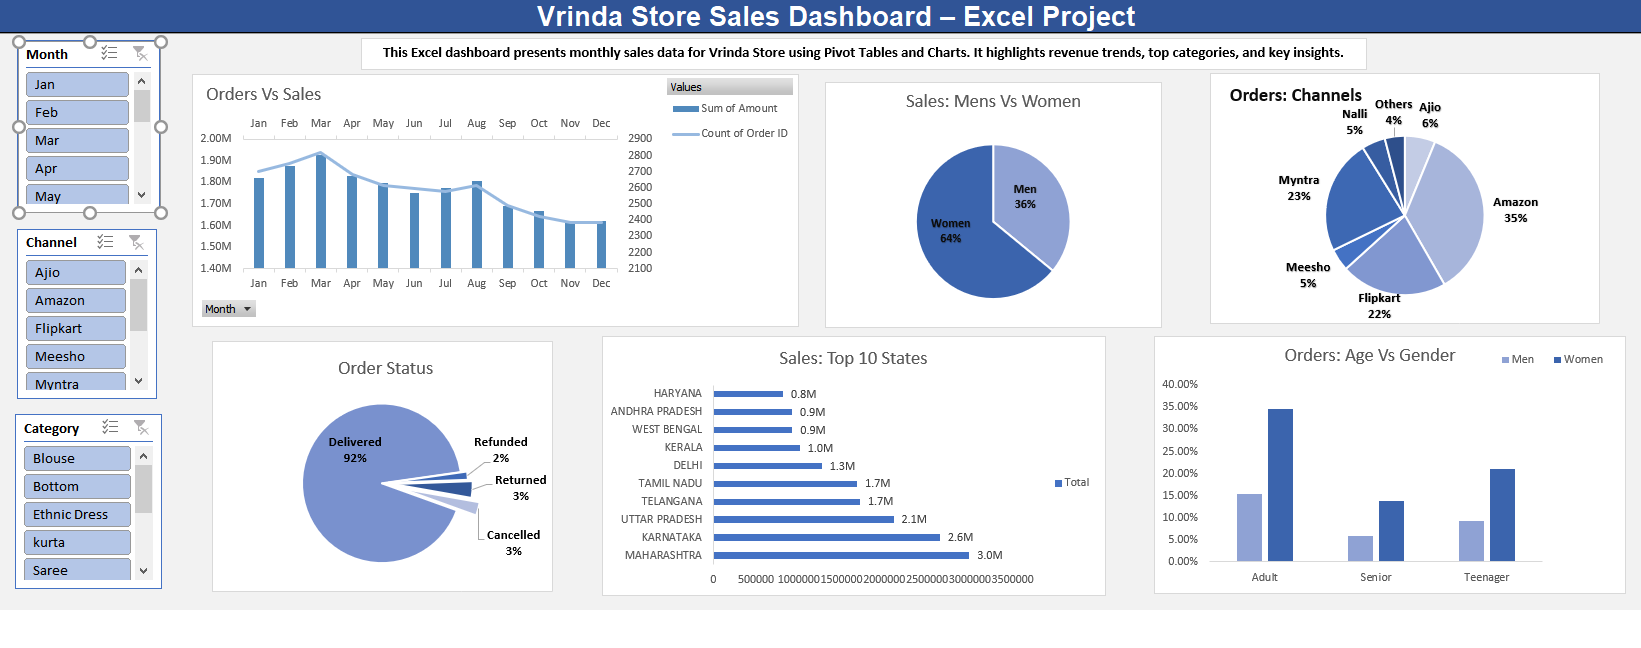 Vrinda Store Sales Dashboard – Excel Project
This Excel dashboard presents monthly sales data for Vrinda Store using Pivot Tables and Charts. It highlights revenue trends, top categories, and key insights.
Month
Jan
Feb
Mar
Apr
May
Channel
Ajio
Amazon
Flipkart
Meesho
Myntra
Category
Blouse
Bottom
Ethnic Dress
kurta
Saree
Orders Vs Sales
Values
Sum of Amount
Count of Order ID
Jan Feb Mar Apr May Jun Jul Aug Sep Oct Nov Dec
2.00M 2900
1.90M 2800
1.80M 2700
1.70M 2600
1.60M 2500
1.50M 2400
1.40M 2300
2200
2100
Jan Feb Mar Apr May Jun Jul Aug Sep Oct Nov Dec
Month
Sales: Mens Vs Women
Men
36%
Women
64%
Orders: Channels
Others
4%
Ajio
6%
Nalli
5%
Myntra
23%
Amazon
35%
Meesho
5%
Flipkart
22%
Order Status
Delivered
92%
Refunded
2%
Returned
3%
Cancelled
3%
Sales: Top 10 States
HARYANA 0.8M
ANDHRA PRADESH 0.9M
WEST BENGAL 0.9M
KERALA 1.0M
DELHI 1.3M
TAMIL NADU 1.7M
TELANGANA 1.7M
UTTAR PRADESH 2.1M
KARNATAKA 2.6M
MAHARASHTRA 3.0M
0 500000 1000000 1500000 2000000 2500000 3000000 3500000
Total
Orders: Age Vs Gender
Men Women
40.00%
35.00%
30.00%
25.00%
20.00%
15.00%
10.00%
5.00%
0.00%
Adult Senior Teenager